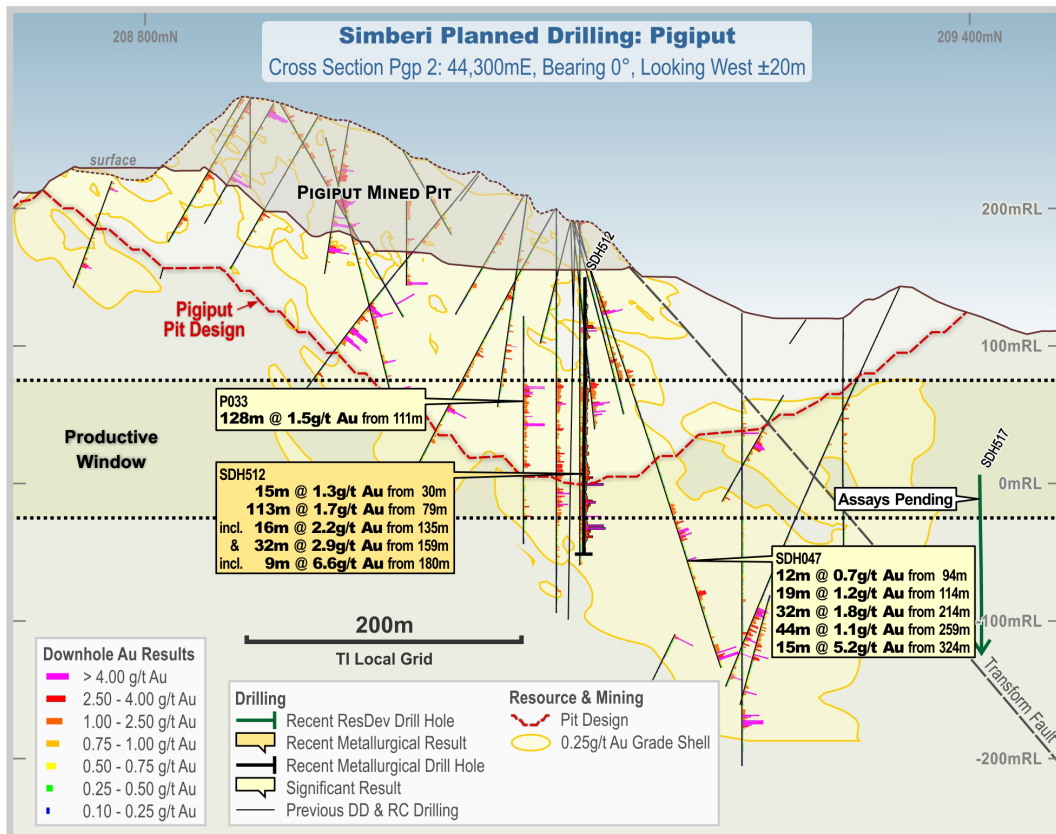 208 800mN
209 400mN
Simberi Planned Drilling: Pigiput
Cross Section Pgp 2: 44,300mE, Bearing 0°, Looking West ±20m
surface
PIGIPUT MINED PIT
SDH512
200mRL
Pigiput
Pit Design
100mRL
P033
128m @ 1.5g/t Au from 111m
Productive
Window
SDH517
SDH512
15m @ 1.3g/t Au from 30m
113m @ 1.7g/t Au from 79m
incl. 16m @ 2.2g/t Au from 135m
& 32m @ 2.9g/t Au from 159m
incl. 9m @ 6.6g/t Au from 180m
0mRL
Assays Pending
SDH047
12m @ 0.7g/t Au from 94m
19m @ 1.2g/t Au from 114m
32m @ 1.8g/t Au from 214m
44m @ 1.1g/t Au from 259m
15m @ 5.2g/t Au from 324m
-100mRL
200m
TI Local Grid
Transform Fault
-200mRL
Downhole Au Results
> 4.00 g/t Au
2.50 - 4.00 g/t Au
1.00 - 2.50 g/t Au
0.75 - 1.00 g/t Au
0.50 - 0.75 g/t Au
0.25 - 0.50 g/t Au
0.10 - 0.25 g/t Au
Drilling
Recent ResDev Drill Hole
Recent Metallurgical Result
Recent Metallurgical Drill Hole
Significant Result
Previous DD & RC Drilling
Resource & Mining
Pit Design
0.25g/t Au Grade Shell